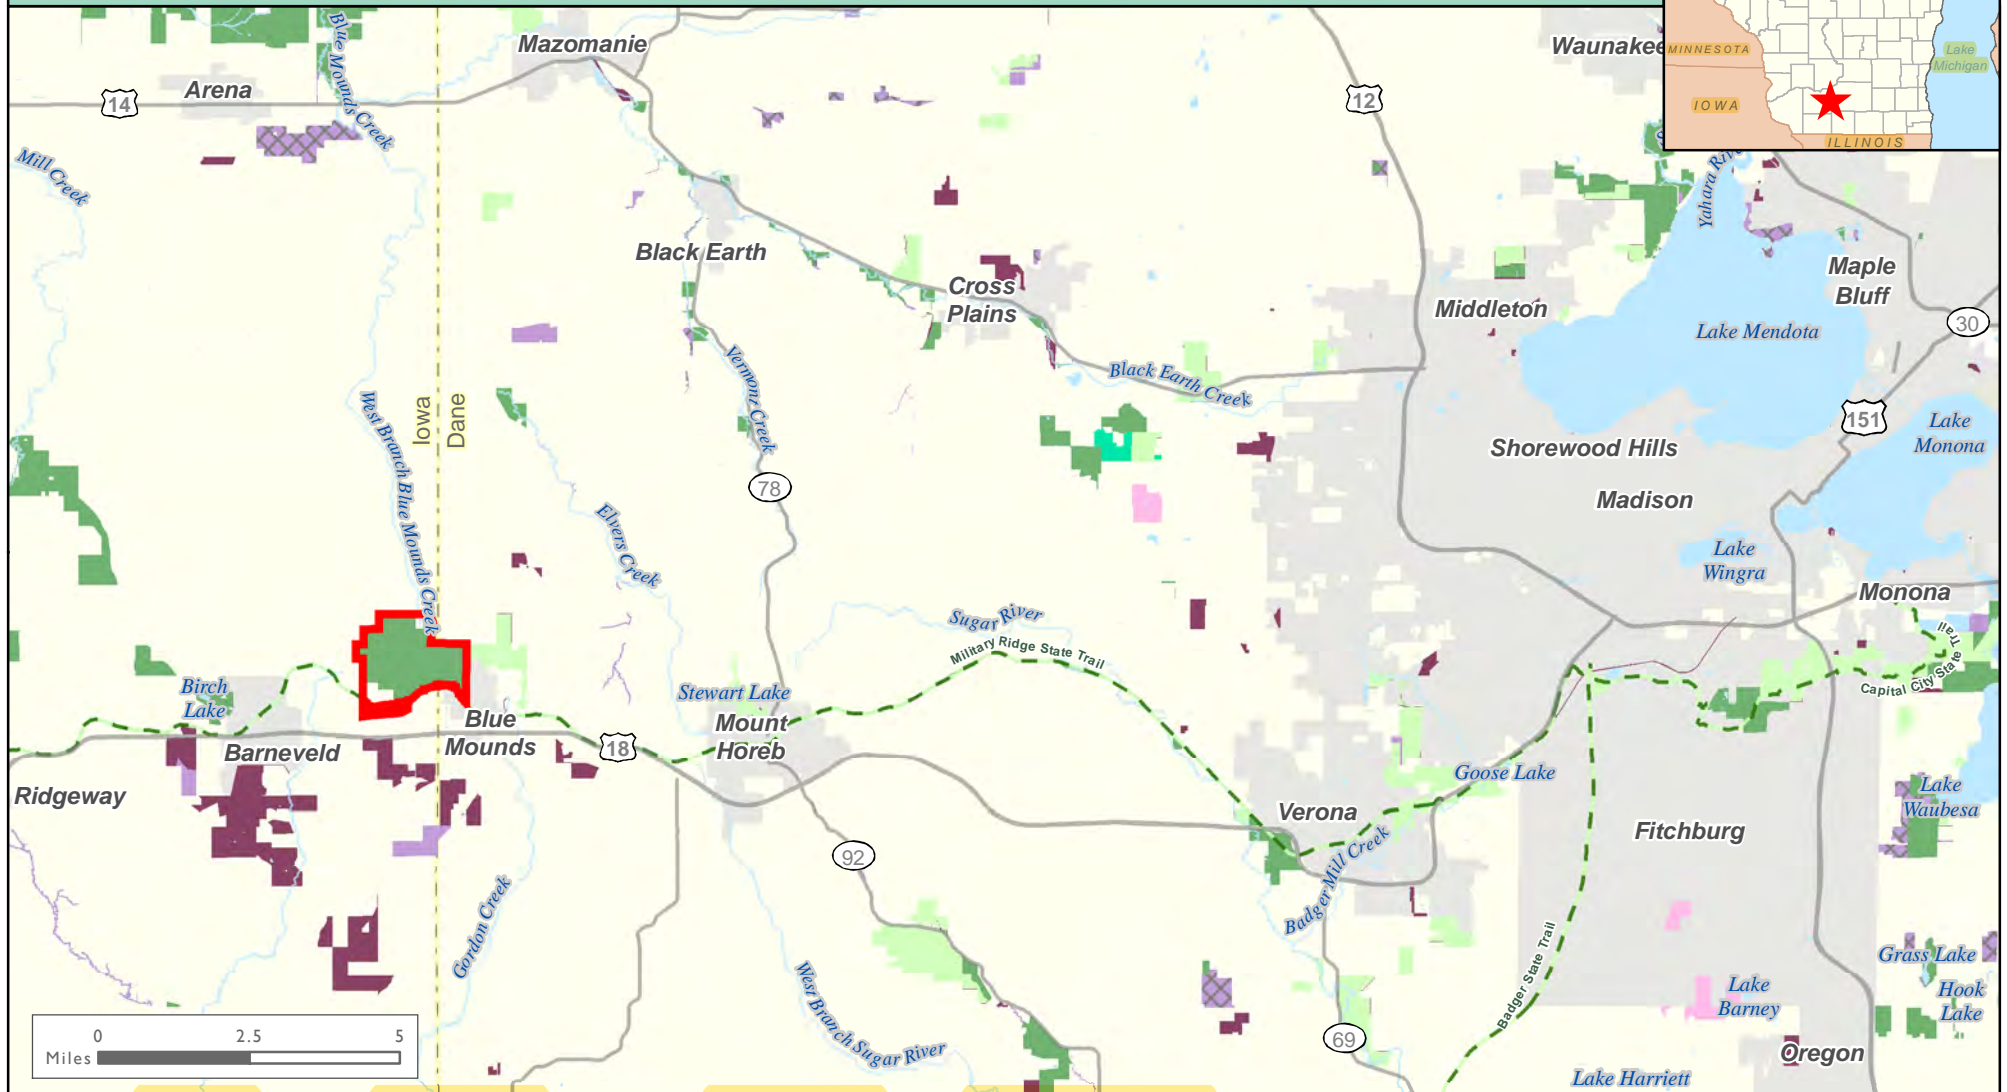 Mazomanie
Waunakee
MINNESOTA
Lake
Michigan
IOWA
ILLINOIS
Blue Mounds Creek
Arena
14
12
Mill Creek
Yahara
Black Earth
Cross
Plains
Middleton
Maple
Bluff
Lake Mendota
30
Vermont Creek
Black Earth Creek
West Branch Blue Mounds Creek
Iowa
Dane
151
Lake
Monona
Shorewood Hills
Madison
78
Elvers Creek
Lake
Wingra
Monona
Sugar River
Military Ridge State Trail
Capital City State Trail
Birch
Lake
Stewart Lake
Blue
Mounds
Mount
Horeb
18
Barneveld
Ridgeway
Goose Lake
Verona
Lake
Waubesa
Fitchburg
92
Badger Mill Creek
Gordon Creek
Badger State Trail
West Branch Sugar River
Grass Lake
Lake
Barney
Hook
Lake
0 2.5 5
Miles
69
Oregon
Lake Harriett